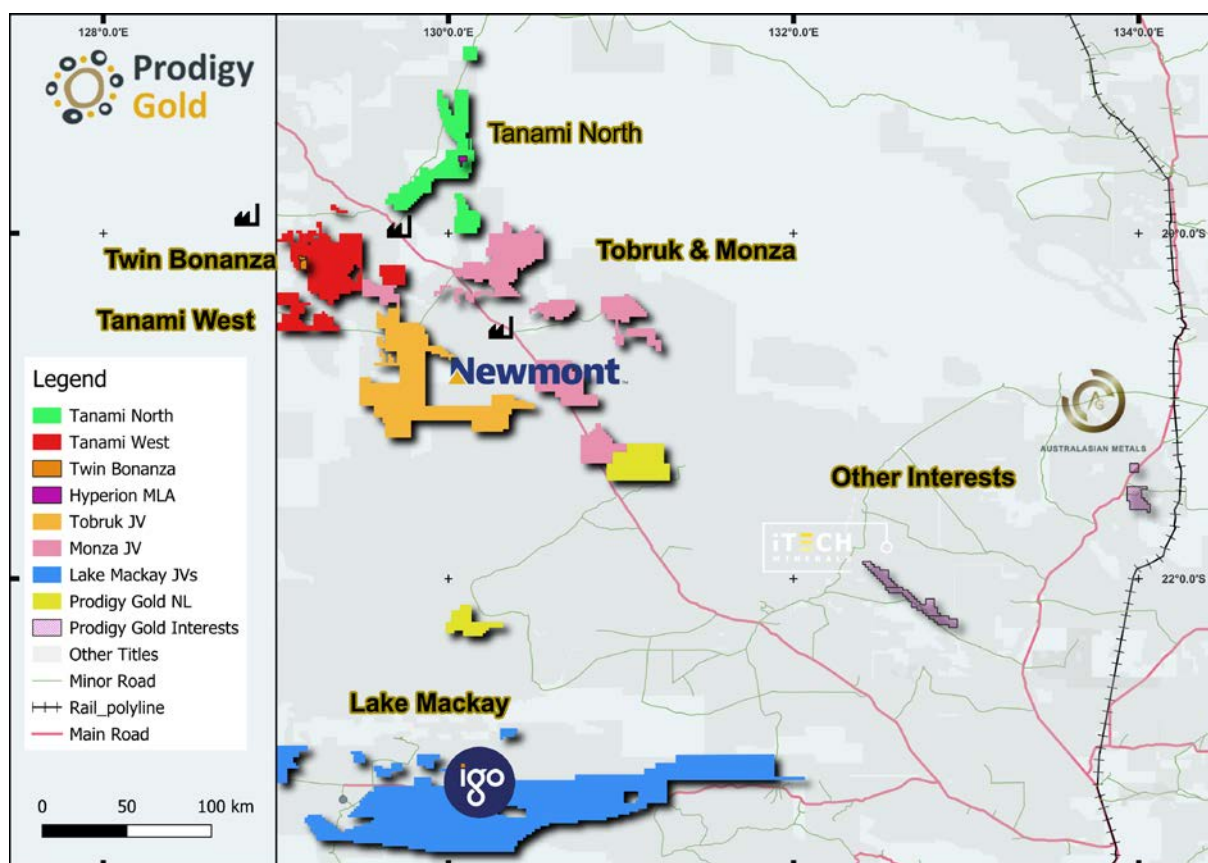 128°0.0'E
130°0.0'E
132°0.0'E
134°0.0'E
Prodigy
Gold
Tanami North
20°0.0'S
Twin Bonanza
Tobruk & Monza
Tanami West
Newmont™
Legend
Tanami North
Tanami West
Twin Bonanza
Hyperion MLA
Tobruk JV
Monza JV
Lake Mackay JVs
Prodigy Gold NL
Prodigy Gold Interests
Other Titles
Minor Road
Rail_polyline
Main Road
AUSTRALASIAN METALS
Other Interests
iTECH
MINERALS
22°0.0'S
Lake Mackay
igo
0 50 100 km